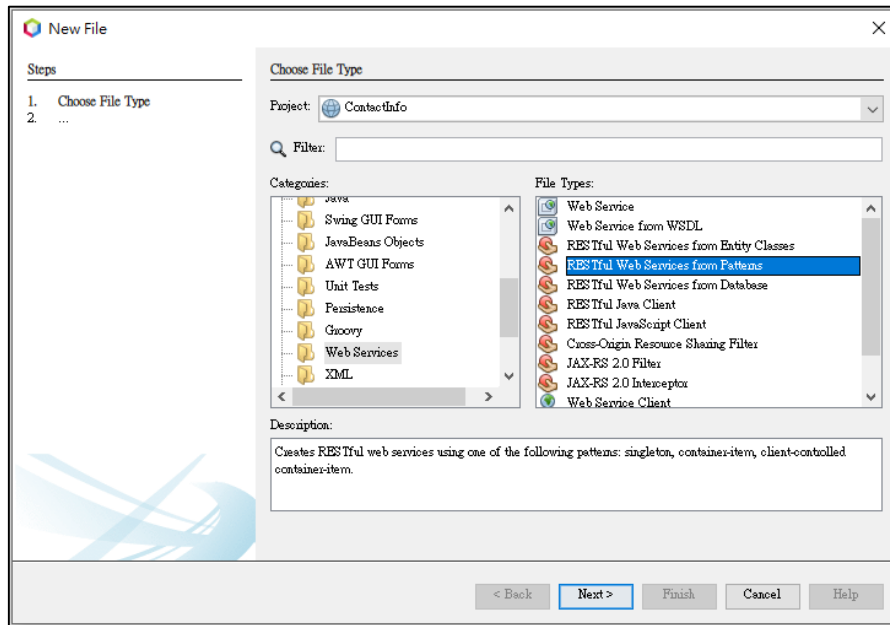 New File
Steps
1. Choose File Type
2. ...
Choose File Type
Project: ContactInfo
Filter:
Categories:
Java
Swing GUI Forms
JavaBeans Objects
AWT GUI Forms
Unit Tests
Persistence
Groovy
Web Services
XML
File Types:
Web Service
Web Service from WSDL
RESTful Web Services from Entity Classes
RESTful Web Services from Patterns
RESTful Web Services from Database
RESTful Java Client
RESTful JavaScript Client
Cross-Origin Resource Sharing Filter
JAX-RS 2.0 Filter
JAX-RS 2.0 Interceptor
Web Service Client
Description:
Creates RESTful web services using one of the following patterns: singleton, container-item, client-controlled
container-item.
< Back
Next >
Finish
Cancel
Help